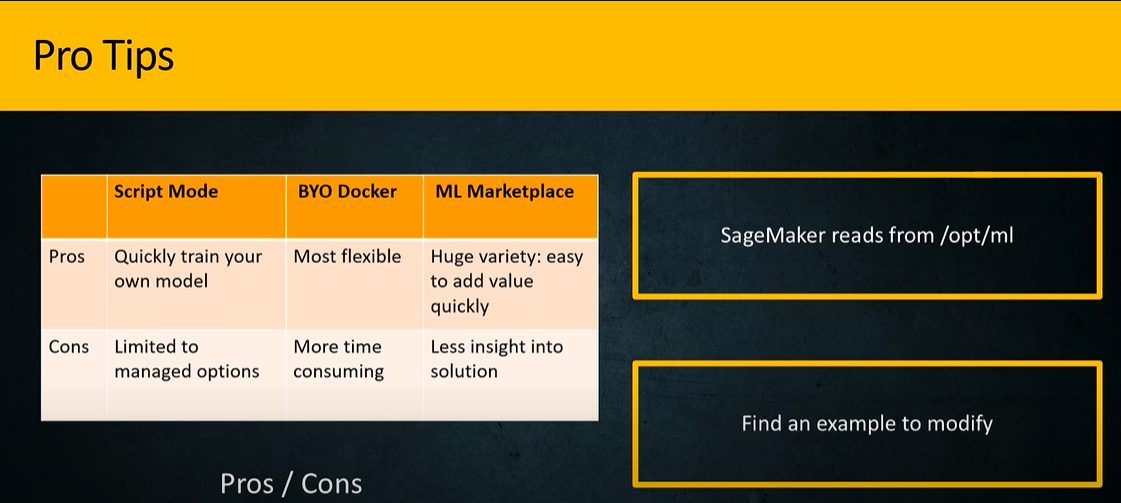 Pro Tips
Script Mode
BYO Docker
ML Marketplace
Pros
Quickly train your
own model
Most flexible
Huge variety: easy
to add value
quickly
Cons
Limited to
managed options
More time
consuming
Less insight into
solution
Pros / Cons
SageMaker reads from /opt/ml
Find an example to modify